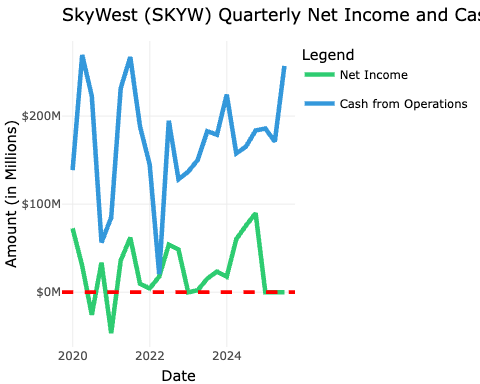 SkyWest (SKYW) Quarterly Net Income and Cas
Legend
Net Income
Cash from Operations
Amount (in Millions)
$200M
$100M
$0M
2020
2022
2024
Date